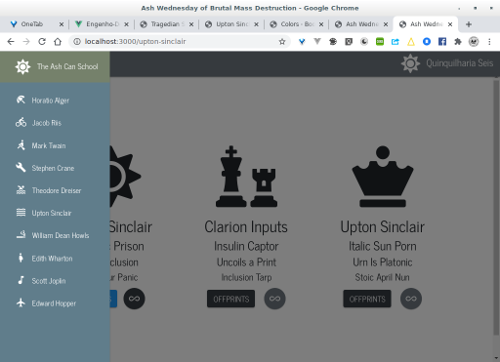 Ash Wednesday of Brutal Mass Destruction - Google Chrome
OneTab
Engenho-D
Tragedian
Upton Sinc
Colors - Bo
Ash Wedne
Ash Wedne
localhost:3000/upton-sinclair
The Ash Can School
Quinquilharia Seis
Horatio Alger
Jacob Riis
Mark Twain
Stephen Crane
Theodore Dreiser
Upton Sinclair
William Dean Howls
Edith Wharton
Scott Joplin
Edward Hopper
Sinclair
Prison
clusion
ur Panic
Clarion Inputs
Insulin Captor
Uncoils a Print
Inclusion Tarp
OFFPRINTS
Upton Sinclair
Italic Sun Porn
Urn Is Platonic
Stoic April Nun
OFFPRINTS